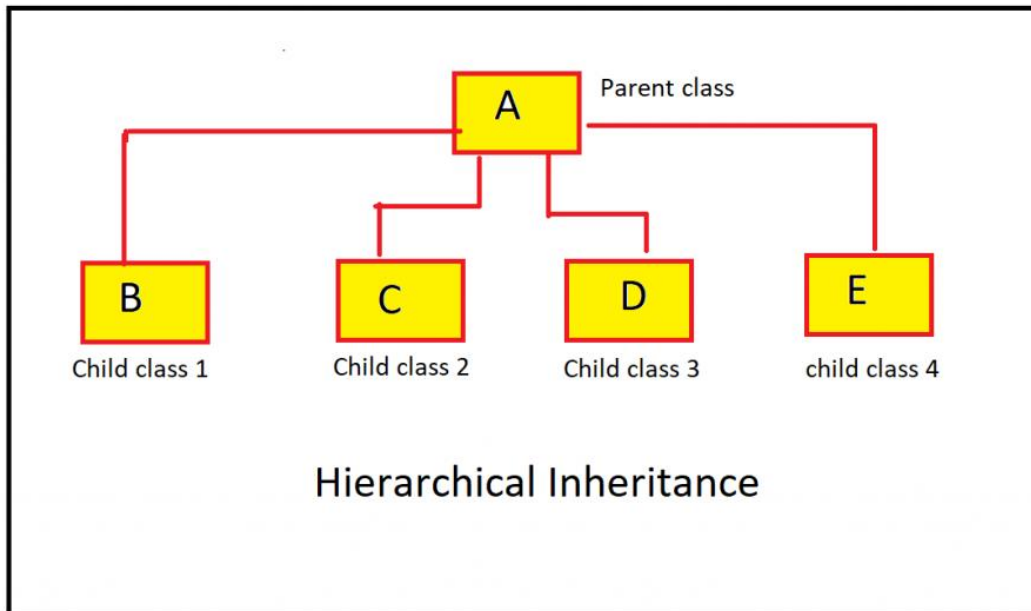 A
Parent class
B
C
D
E
Child class 1
Child class 2
Child class 3
child class 4
Hierarchical Inheritance